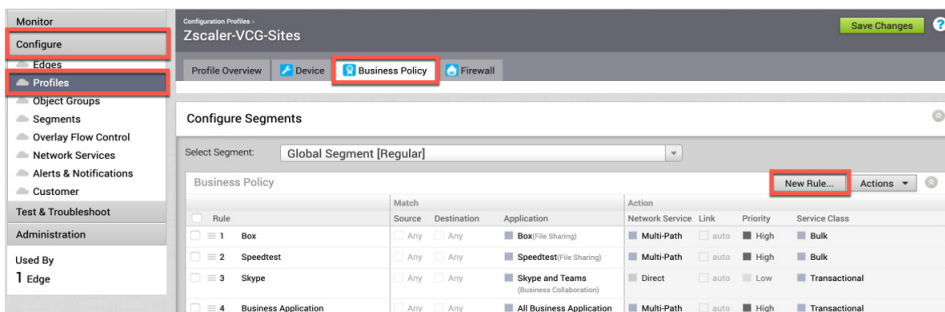 Monitor
Configure
Edges
Profiles
Object Groups
Segments
Overlay Flow Control
Network Services
Alerts & Notifications
Customer
Test & Troubleshoot
Administration
Used By
1 Edge
Configuration Profiles
Zscaler-VCG-Sites
Save Changes
?
Profile Overview Device Business Policy Firewall
Configure Segments
Select Segment: Global Segment [Regular]
Business Policy New Rule... Actions
Match Action
Rule Source Destination Application Network Service Link Priority Service Class
1 Box Any Any Box(File Sharing) Multi-Path auto High Bulk
2 Speedtest Any Any Speedtest(File Sharing) Multi-Path auto High Bulk
3 Skype Any Any Skype and Teams Direct auto Low Transactional
(Business Collaboration)
4 Business Application Any Any All Business Application Multi-Path auto High Transactional